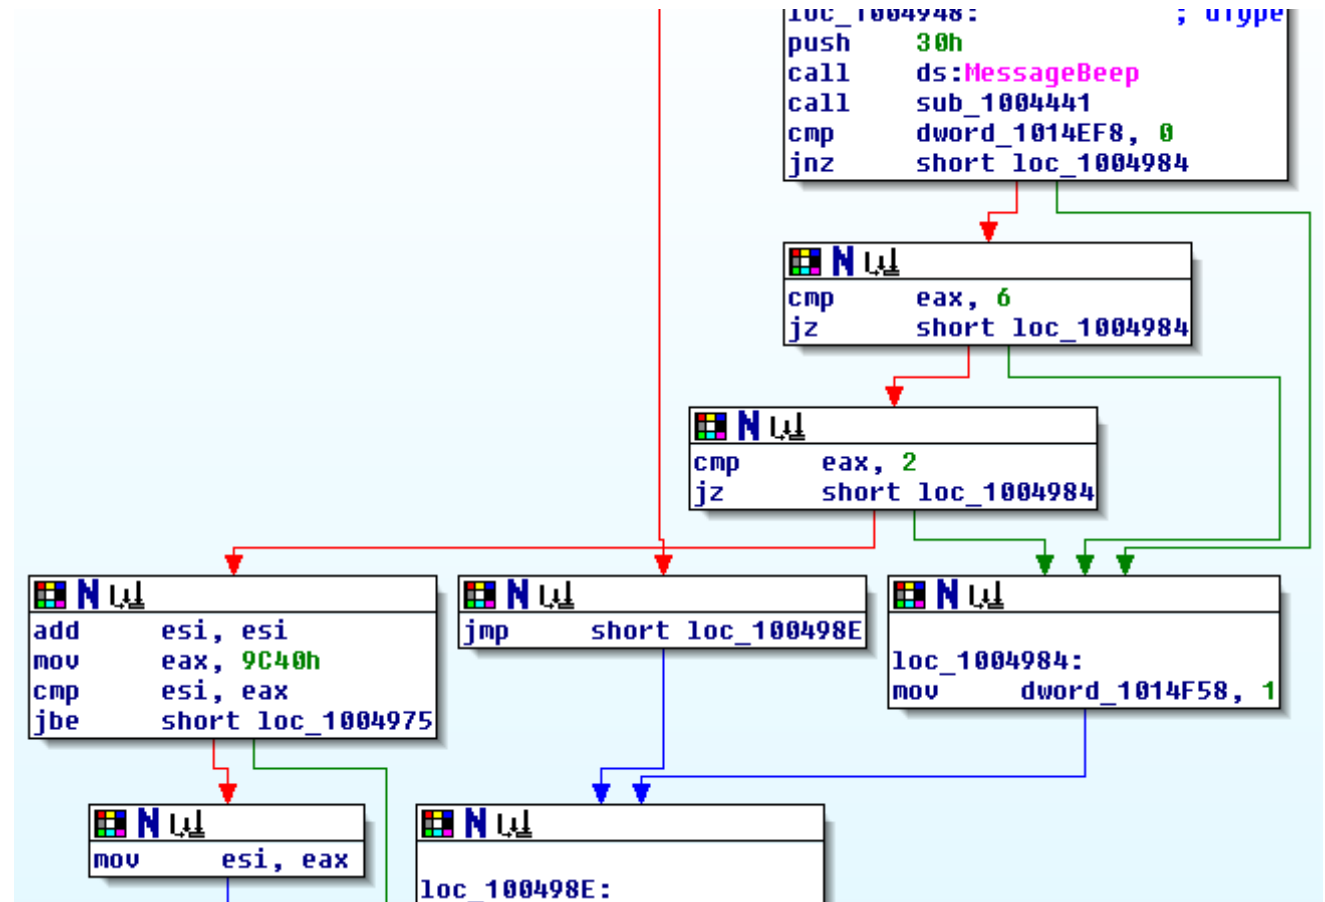 loc_1004948: ; uType
push 30h
call ds:MessageBeep
call sub_1004441
cmp dword_1014EF8, 0
jnz short loc_1004984
N
cmp eax, 6
jz short loc_1004984
N
cmp eax, 2
jz short loc_1004984
N
add esi, esi
mov eax, 9C40h
cmp esi, eax
jbe short loc_1004975
N
jmp short loc_100498E
N
loc_1004984:
mov dword_1014F58, 1
N
mov esi, eax
N
loc_100498E: